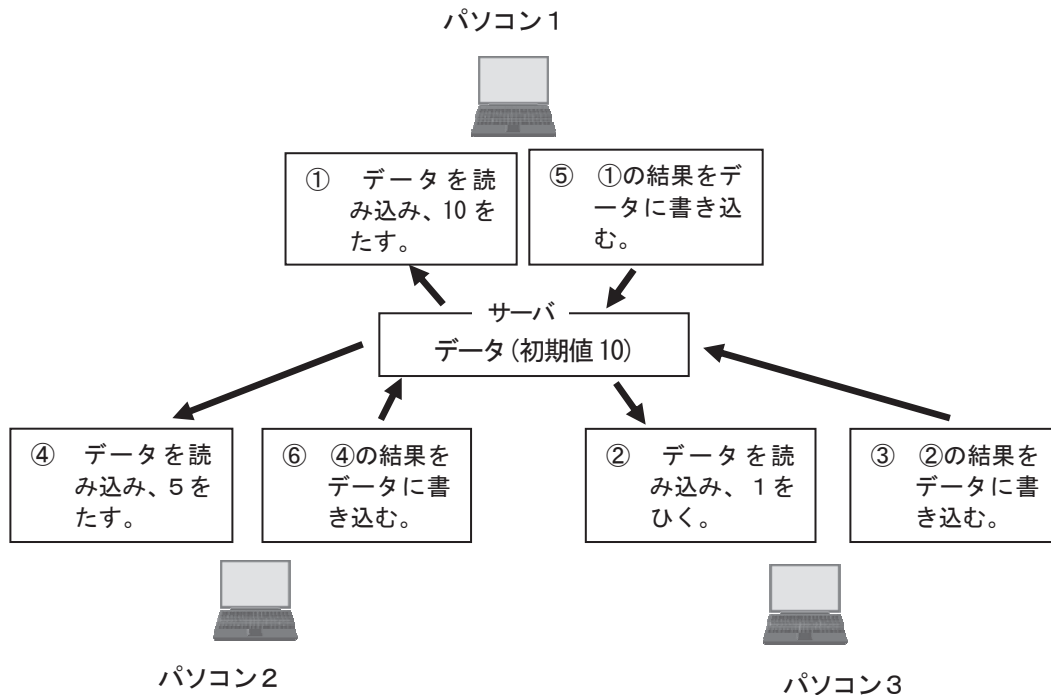 パソコン１
① データを読
み込み、10 を
たす。
⑤ ①の結果をデ
ータに書き込
む。
サーバ
データ(初期値 10)
④ データを読
み込み、５を
たす。
⑥ ④の結果を
データに書
き込む。
② データを読
み込み、１を
ひく。
③ ②の結果を
データに書
き込む。
パソコン２
パソコン３